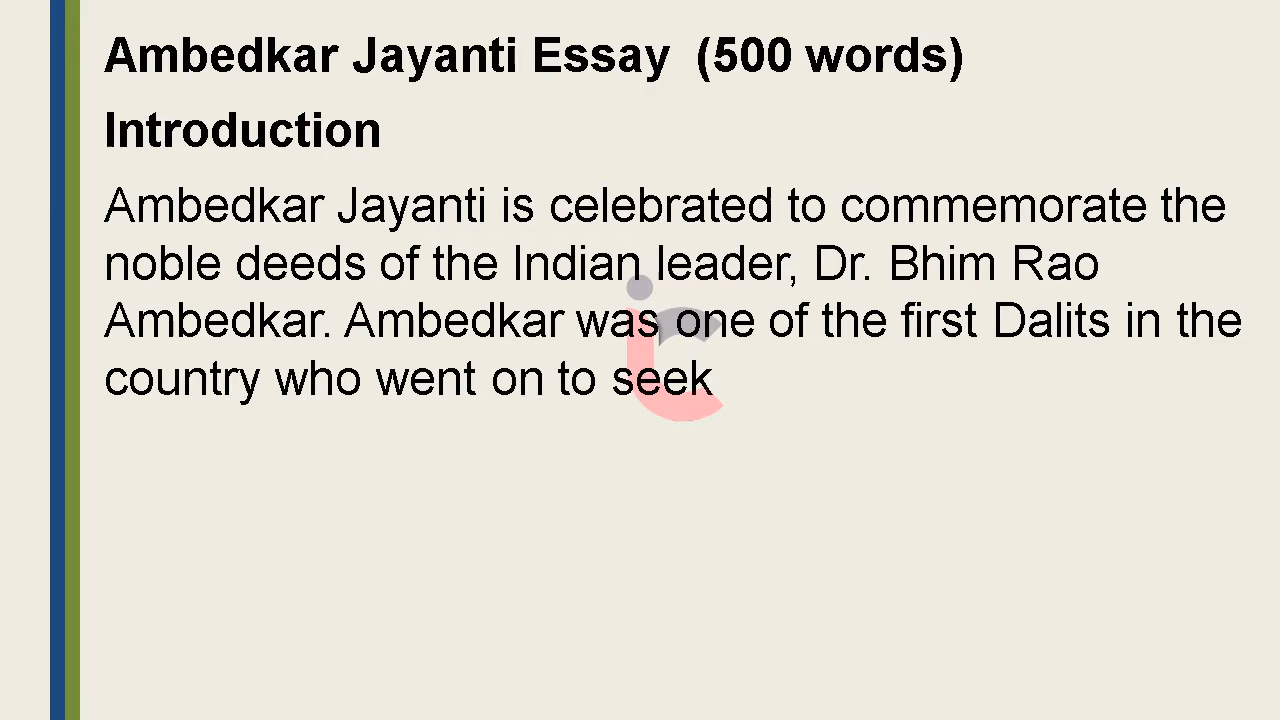 Ambedkar Jayanti Essay (500 words)
Introduction
Ambedkar Jayanti is celebrated to commemorate the
noble deeds of the Indian leader, Dr. Bhim Rao
Ambedkar. Ambedkar was one of the first Dalits in the
country who went on to seek